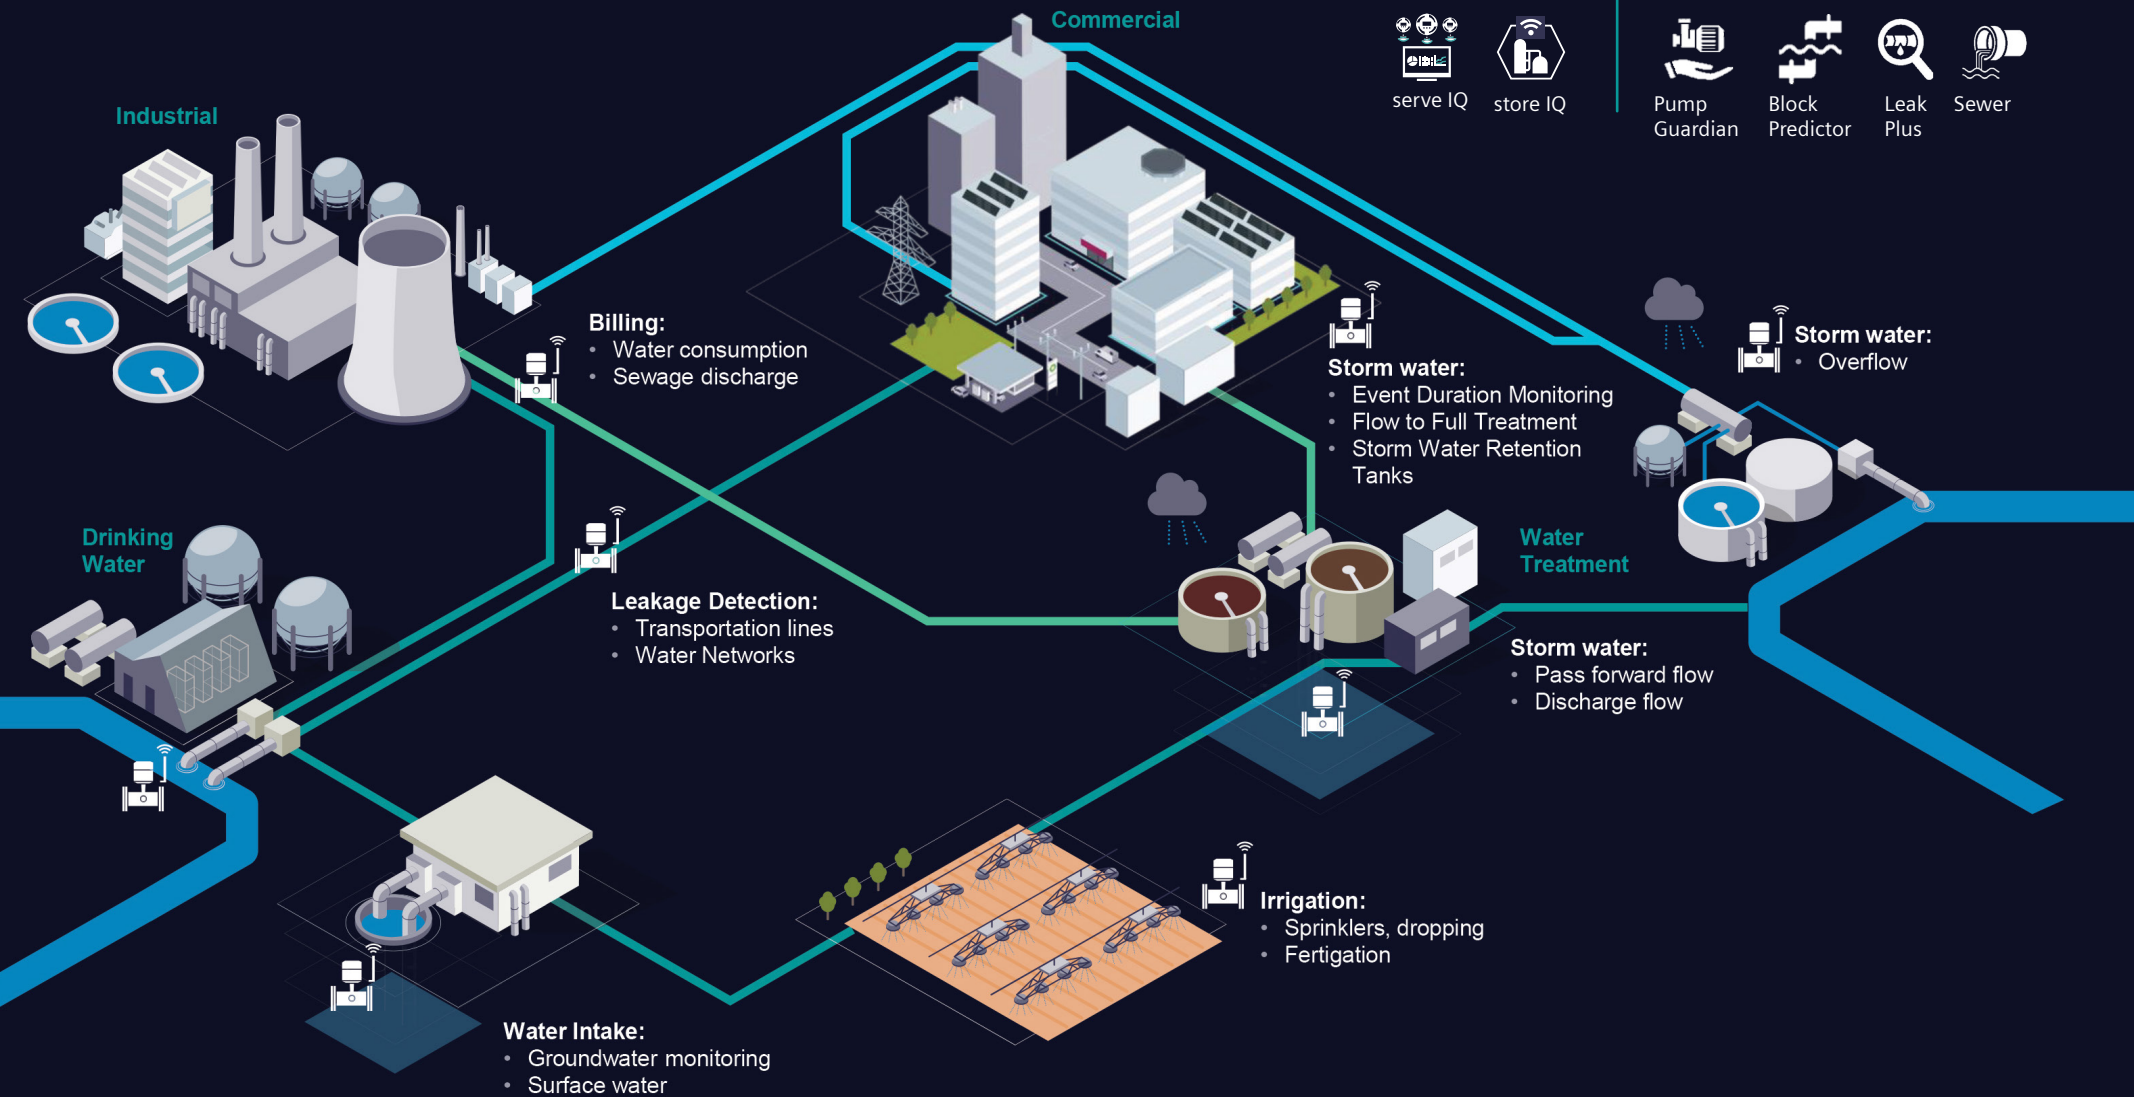 Commercial
serve IQ
store IQ
Pump
Guardian
Block
Predictor
Leak
Plus
Sewer
Industrial
Billing:
• Water consumption
• Sewage discharge
Storm water:
• Overflow
Storm water:
• Event Duration Monitoring
• Flow to Full Treatment
• Storm Water Retention
Tanks
Drinking
Water
Water
Treatment
Leakage Detection:
• Transportation lines
• Water Networks
Storm water:
• Pass forward flow
• Discharge flow
Irrigation:
• Sprinklers, dropping
• Fertigation
Water Intake:
• Groundwater monitoring
• Surface water